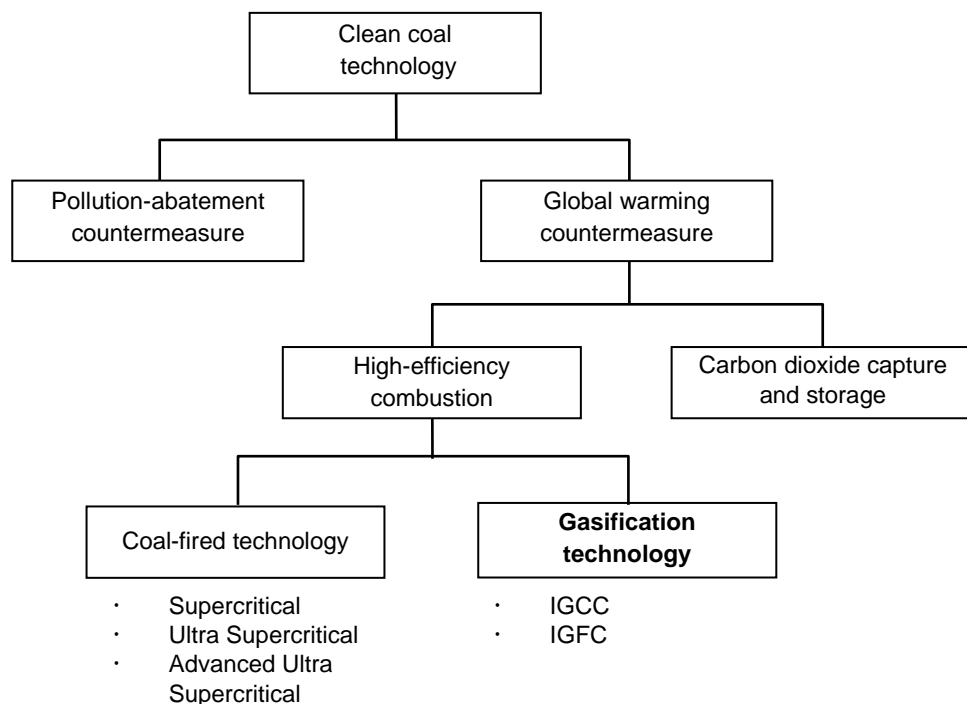 Clean coal
technology
Pollution-abatement
countermeasure
Global warming
countermeasure
High-efficiency
combustion
Carbon dioxide capture
and storage
Coal-fired technology
Gasification
technology
・ Supercritical
・ Ultra Supercritical
・ Advanced Ultra
Supercritical
・ IGCC
・ IGFC